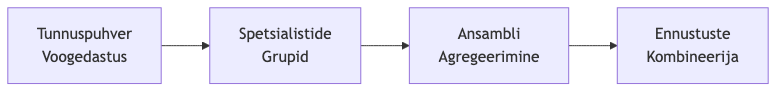 Tunnuspuhver
Voogedastus
Spetsialistide
Grupid
Ansambli
Agregeerimine
Ennustuste
Kombineerija